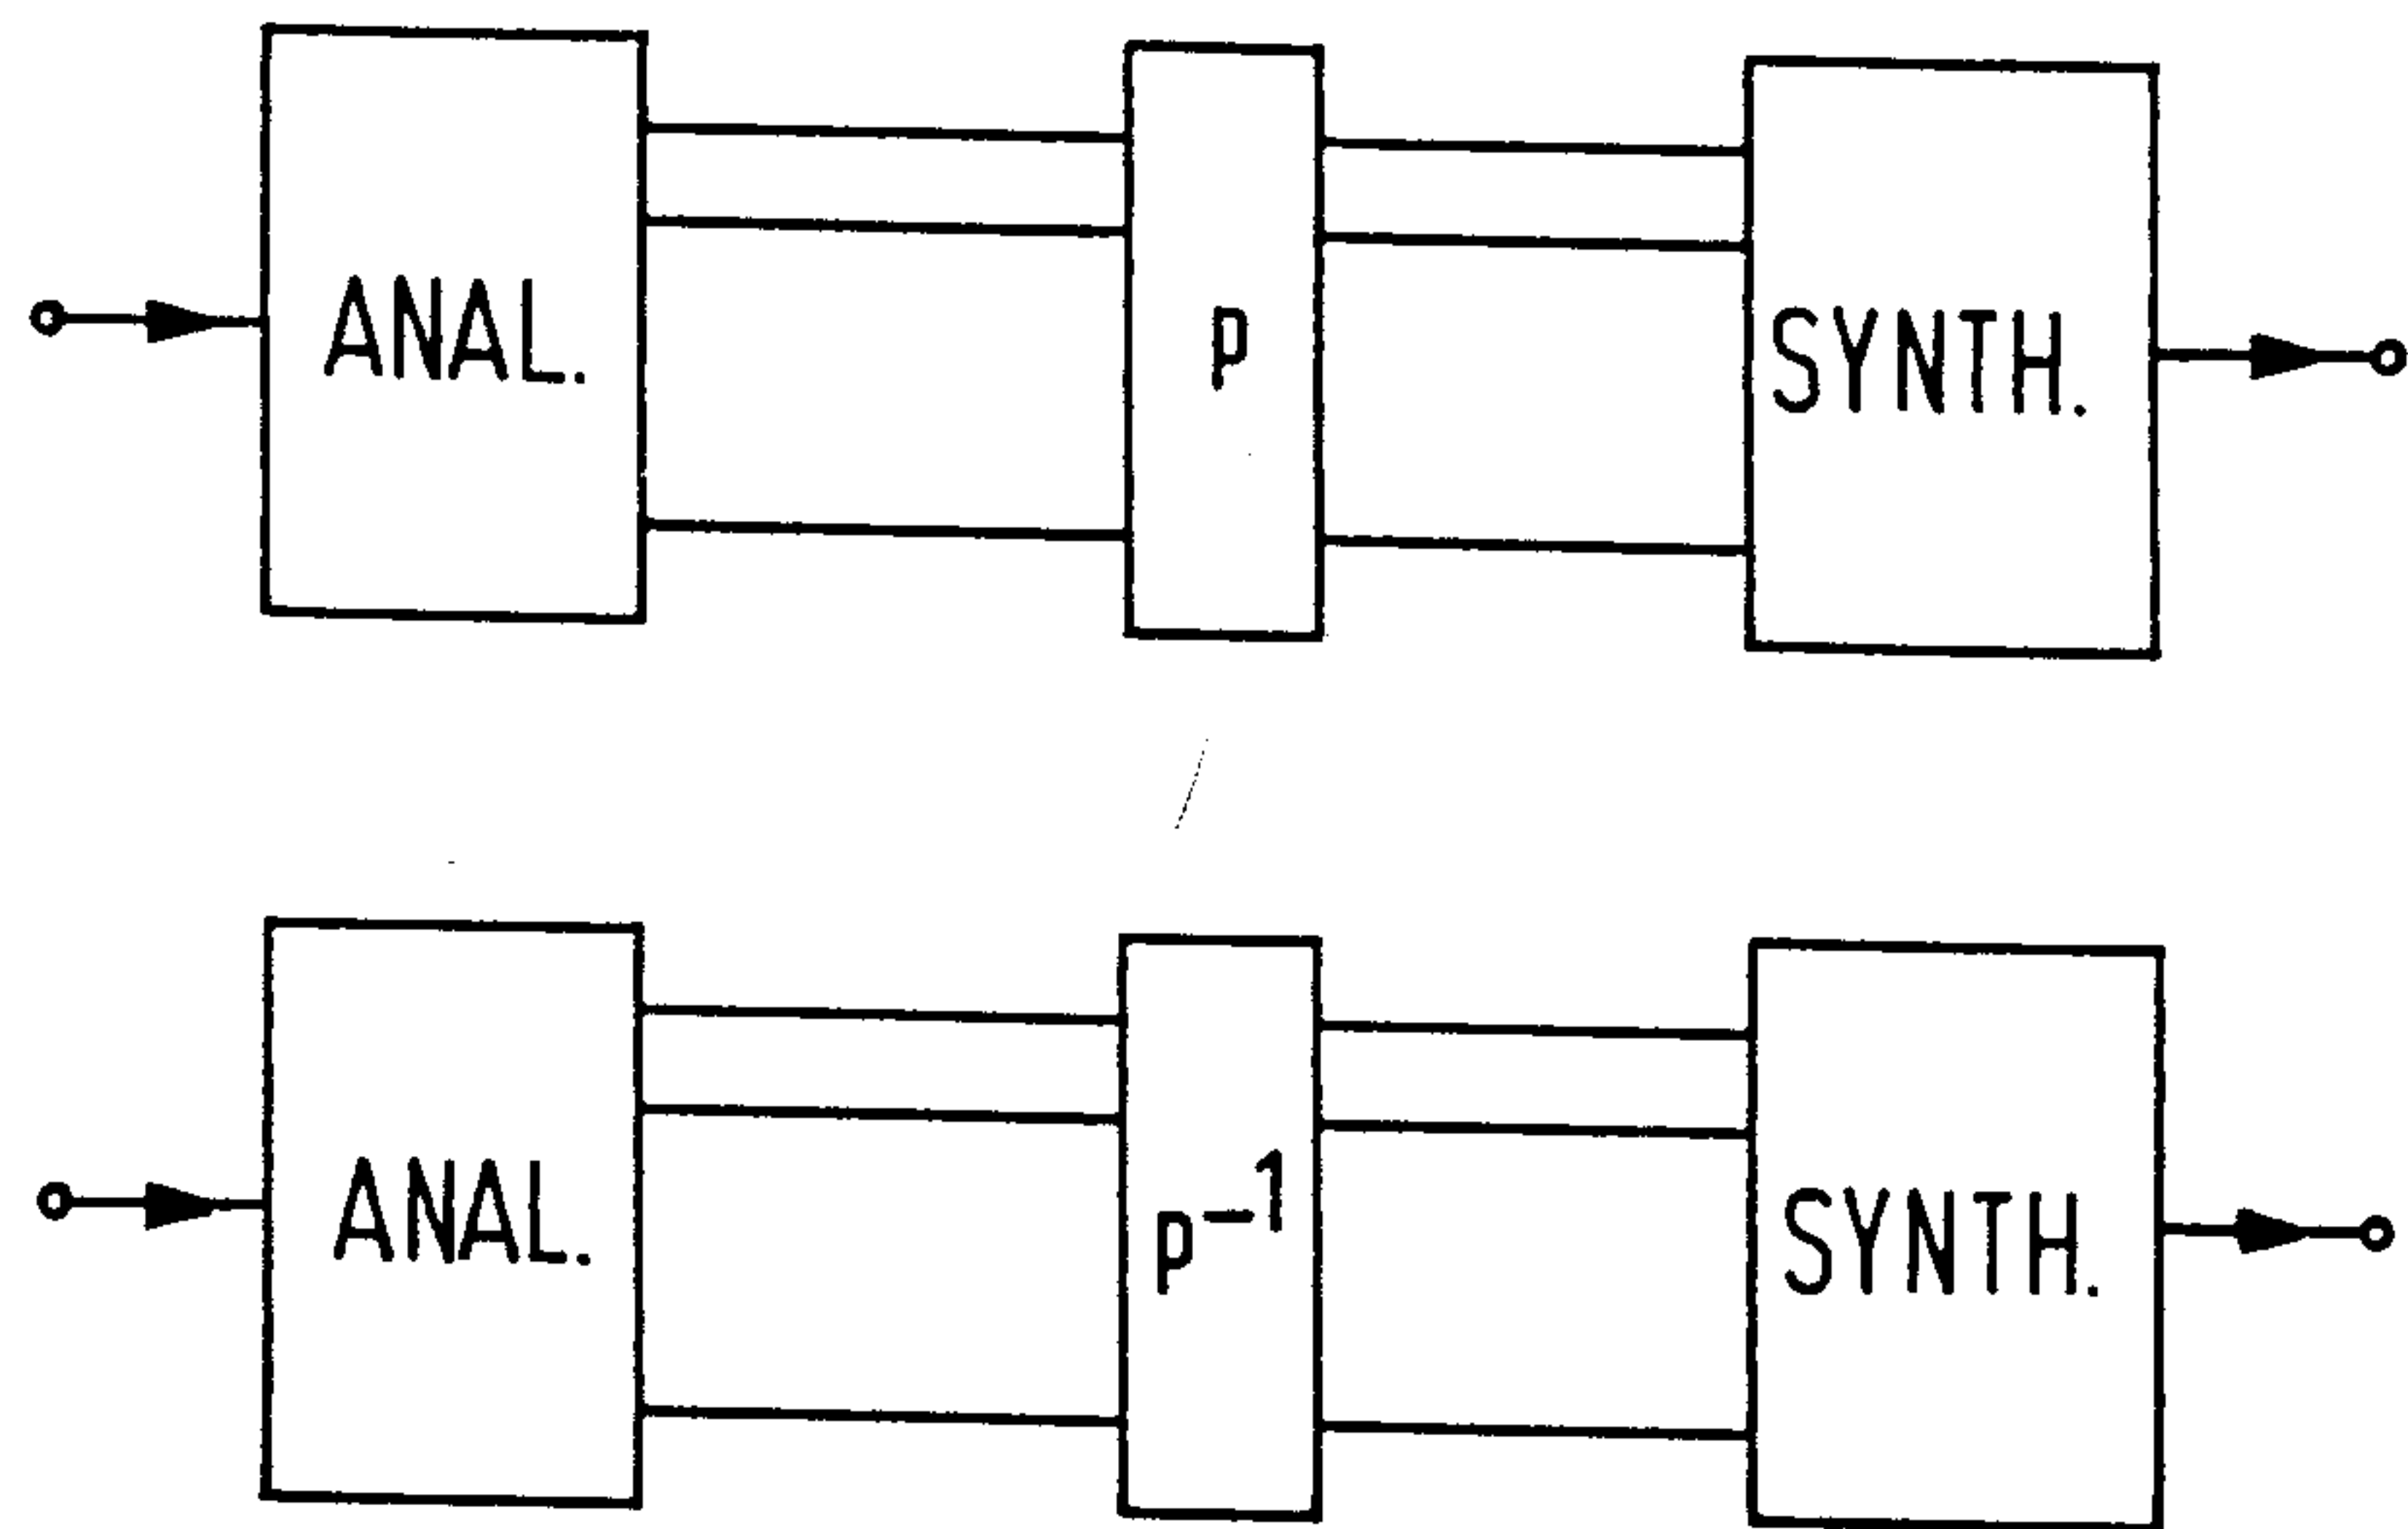 ANAL.
P
SYNTH.
ANAL.
P⁻¹
SYNTH.